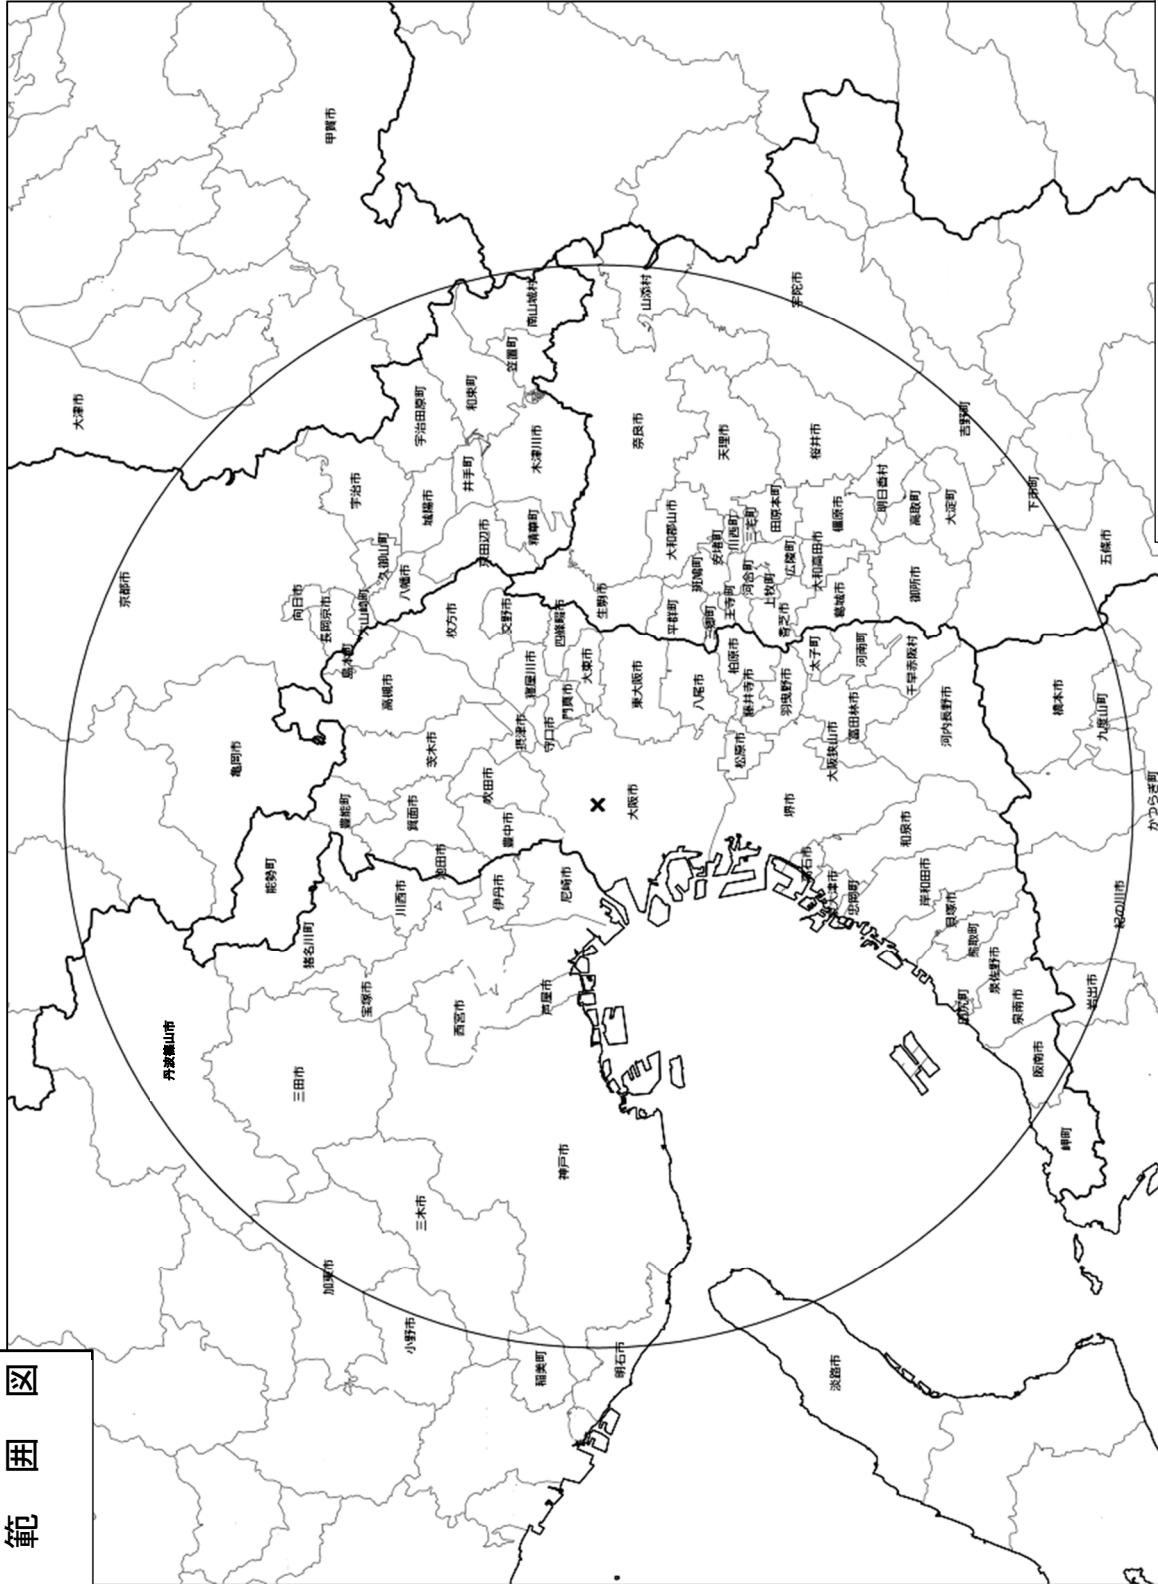 範囲図
丹波篠山市
加東市
三田市
小野市
三木市
稲美町
明石市
神戸市
淡路市
猪名川町
宝塚市
西宮市
芦屋市
川西市
伊丹市
尼崎市
能勢町
豊能町
箕面市
池田市
豊中市
吹田市
茨木市
高槻市
島本町
摂津市
守口市
門真市
寝屋川市
枚方市
交野市
四條畷市
大東市
東大阪市
大阪市
八尾市
柏原市
藤井寺市
松原市
羽曳野市
太子町
河南町
千早赤阪村
富田林市
大阪狭山市
河内長野市
堺市
和泉市
高石市
泉大津市
忠岡町
岸和田市
貝塚市
熊取町
泉佐野市
田尻町
泉南市
阪南市
岬町
亀岡市
京都市
向日市
長岡京市
大山崎町
久御山町
八幡市
宇治市
城陽市
宇治田原町
井手町
京田辺市
精華町
木津川市
和束町
笠置町
南山城村
大津市
甲賀市
奈良市
山添村
生駒市
平群町
三郷町
斑鳩町
安堵町
大和郡山市
天理市
川西町
三宅町
田原本町
河合町
王寺町
上牧町
広陵町
香芝市
大和高田市
葛城市
橿原市
桜井市
宇陀市
明日香村
高取町
大淀町
御所市
吉野町
下市町
五條市
橋本市
九度山町
かつらぎ町
紀の川市
岩出市